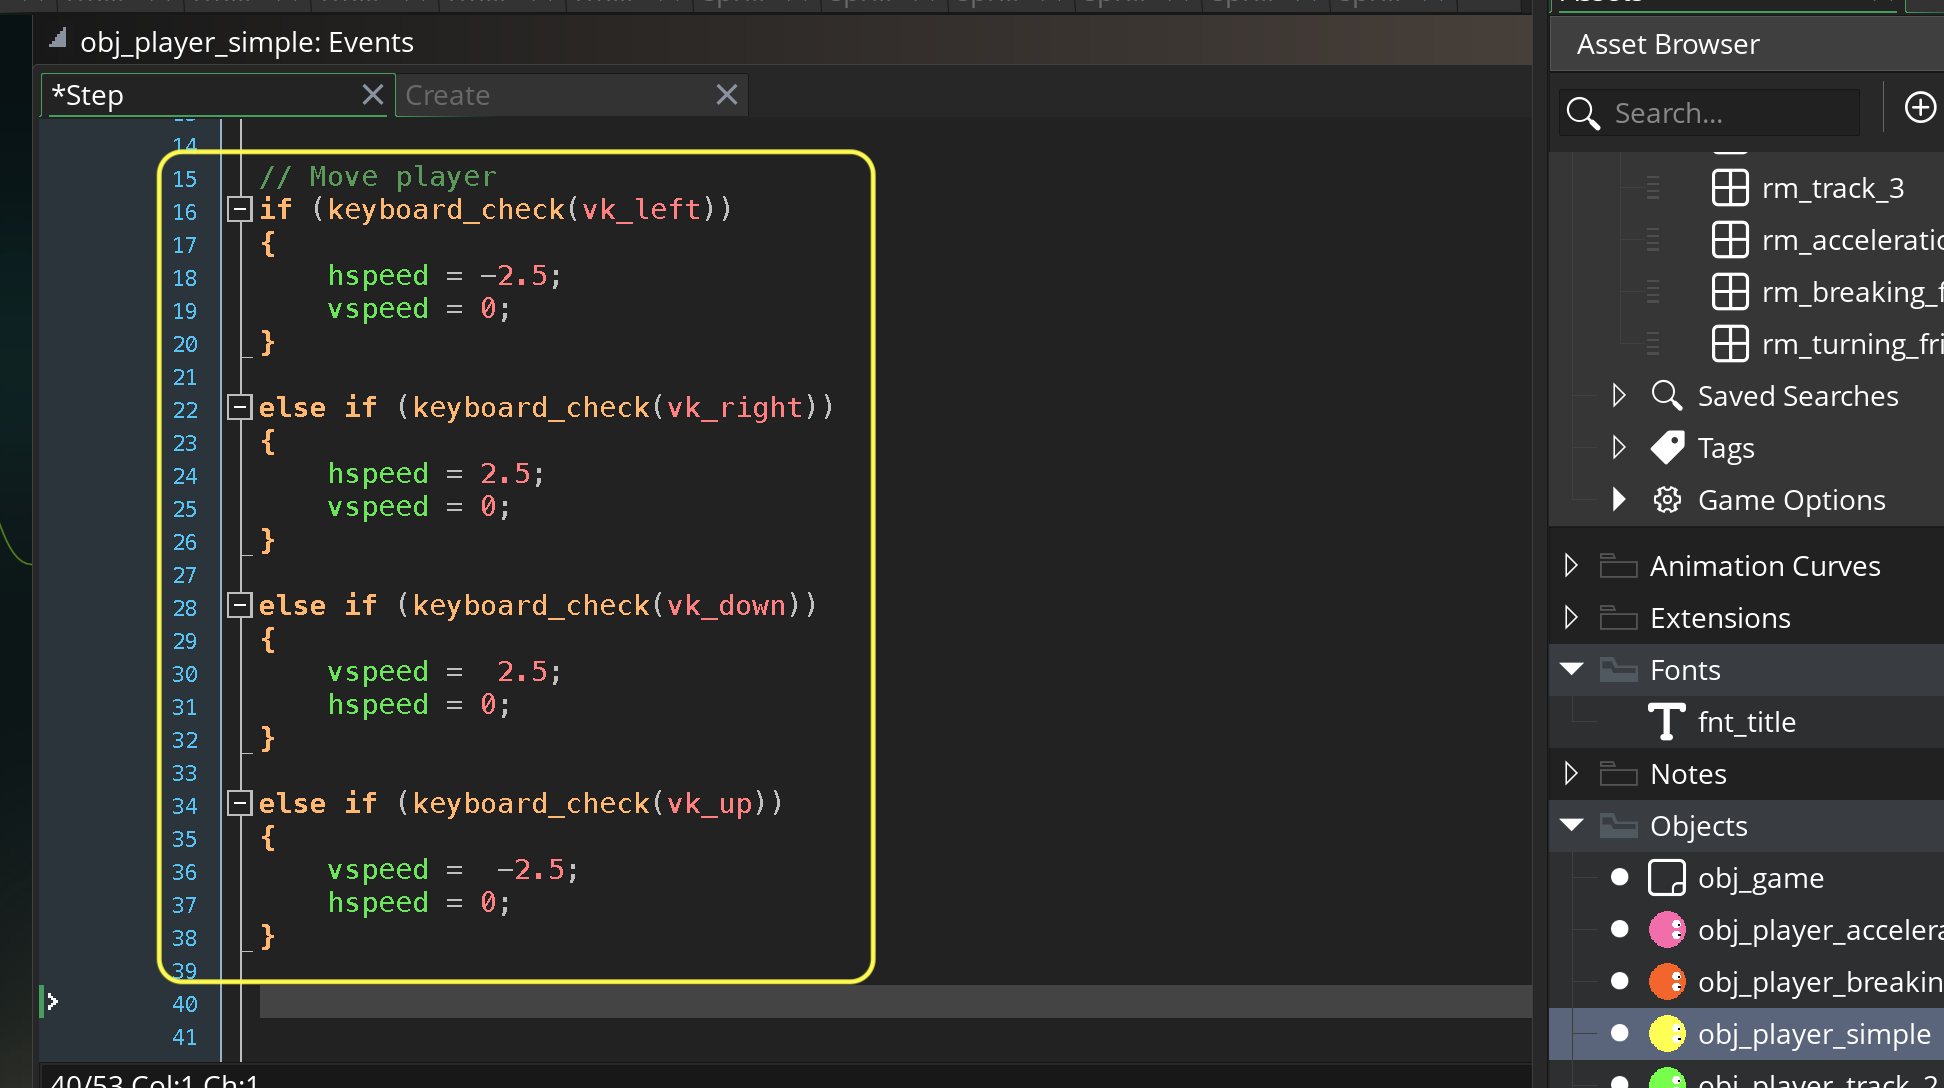 obj_player_simple: Events
*Step
Create
14
15 // Move player
16 if (keyboard_check(vk_left))
17 {
18 hspeed = -2.5;
19 vspeed = 0;
20 }
21
22 else if (keyboard_check(vk_right))
23 {
24 hspeed = 2.5;
25 vspeed = 0;
26 }
27
28 else if (keyboard_check(vk_down))
29 {
30 vspeed =  2.5;
31 hspeed = 0;
32 }
33
34 else if (keyboard_check(vk_up))
35 {
36 vspeed =  -2.5;
37 hspeed = 0;
38 }
39
40
41
40/53 Col:1 Ch:1
Assets
Asset Browser
Search...
rm_track_3
rm_acceleratio
rm_breaking_f
rm_turning_fri
Saved Searches
Tags
Game Options
Animation Curves
Extensions
Fonts
fnt_title
Notes
Objects
obj_game
obj_player_accelera
obj_player_breakin
obj_player_simple
obj_player_track_2